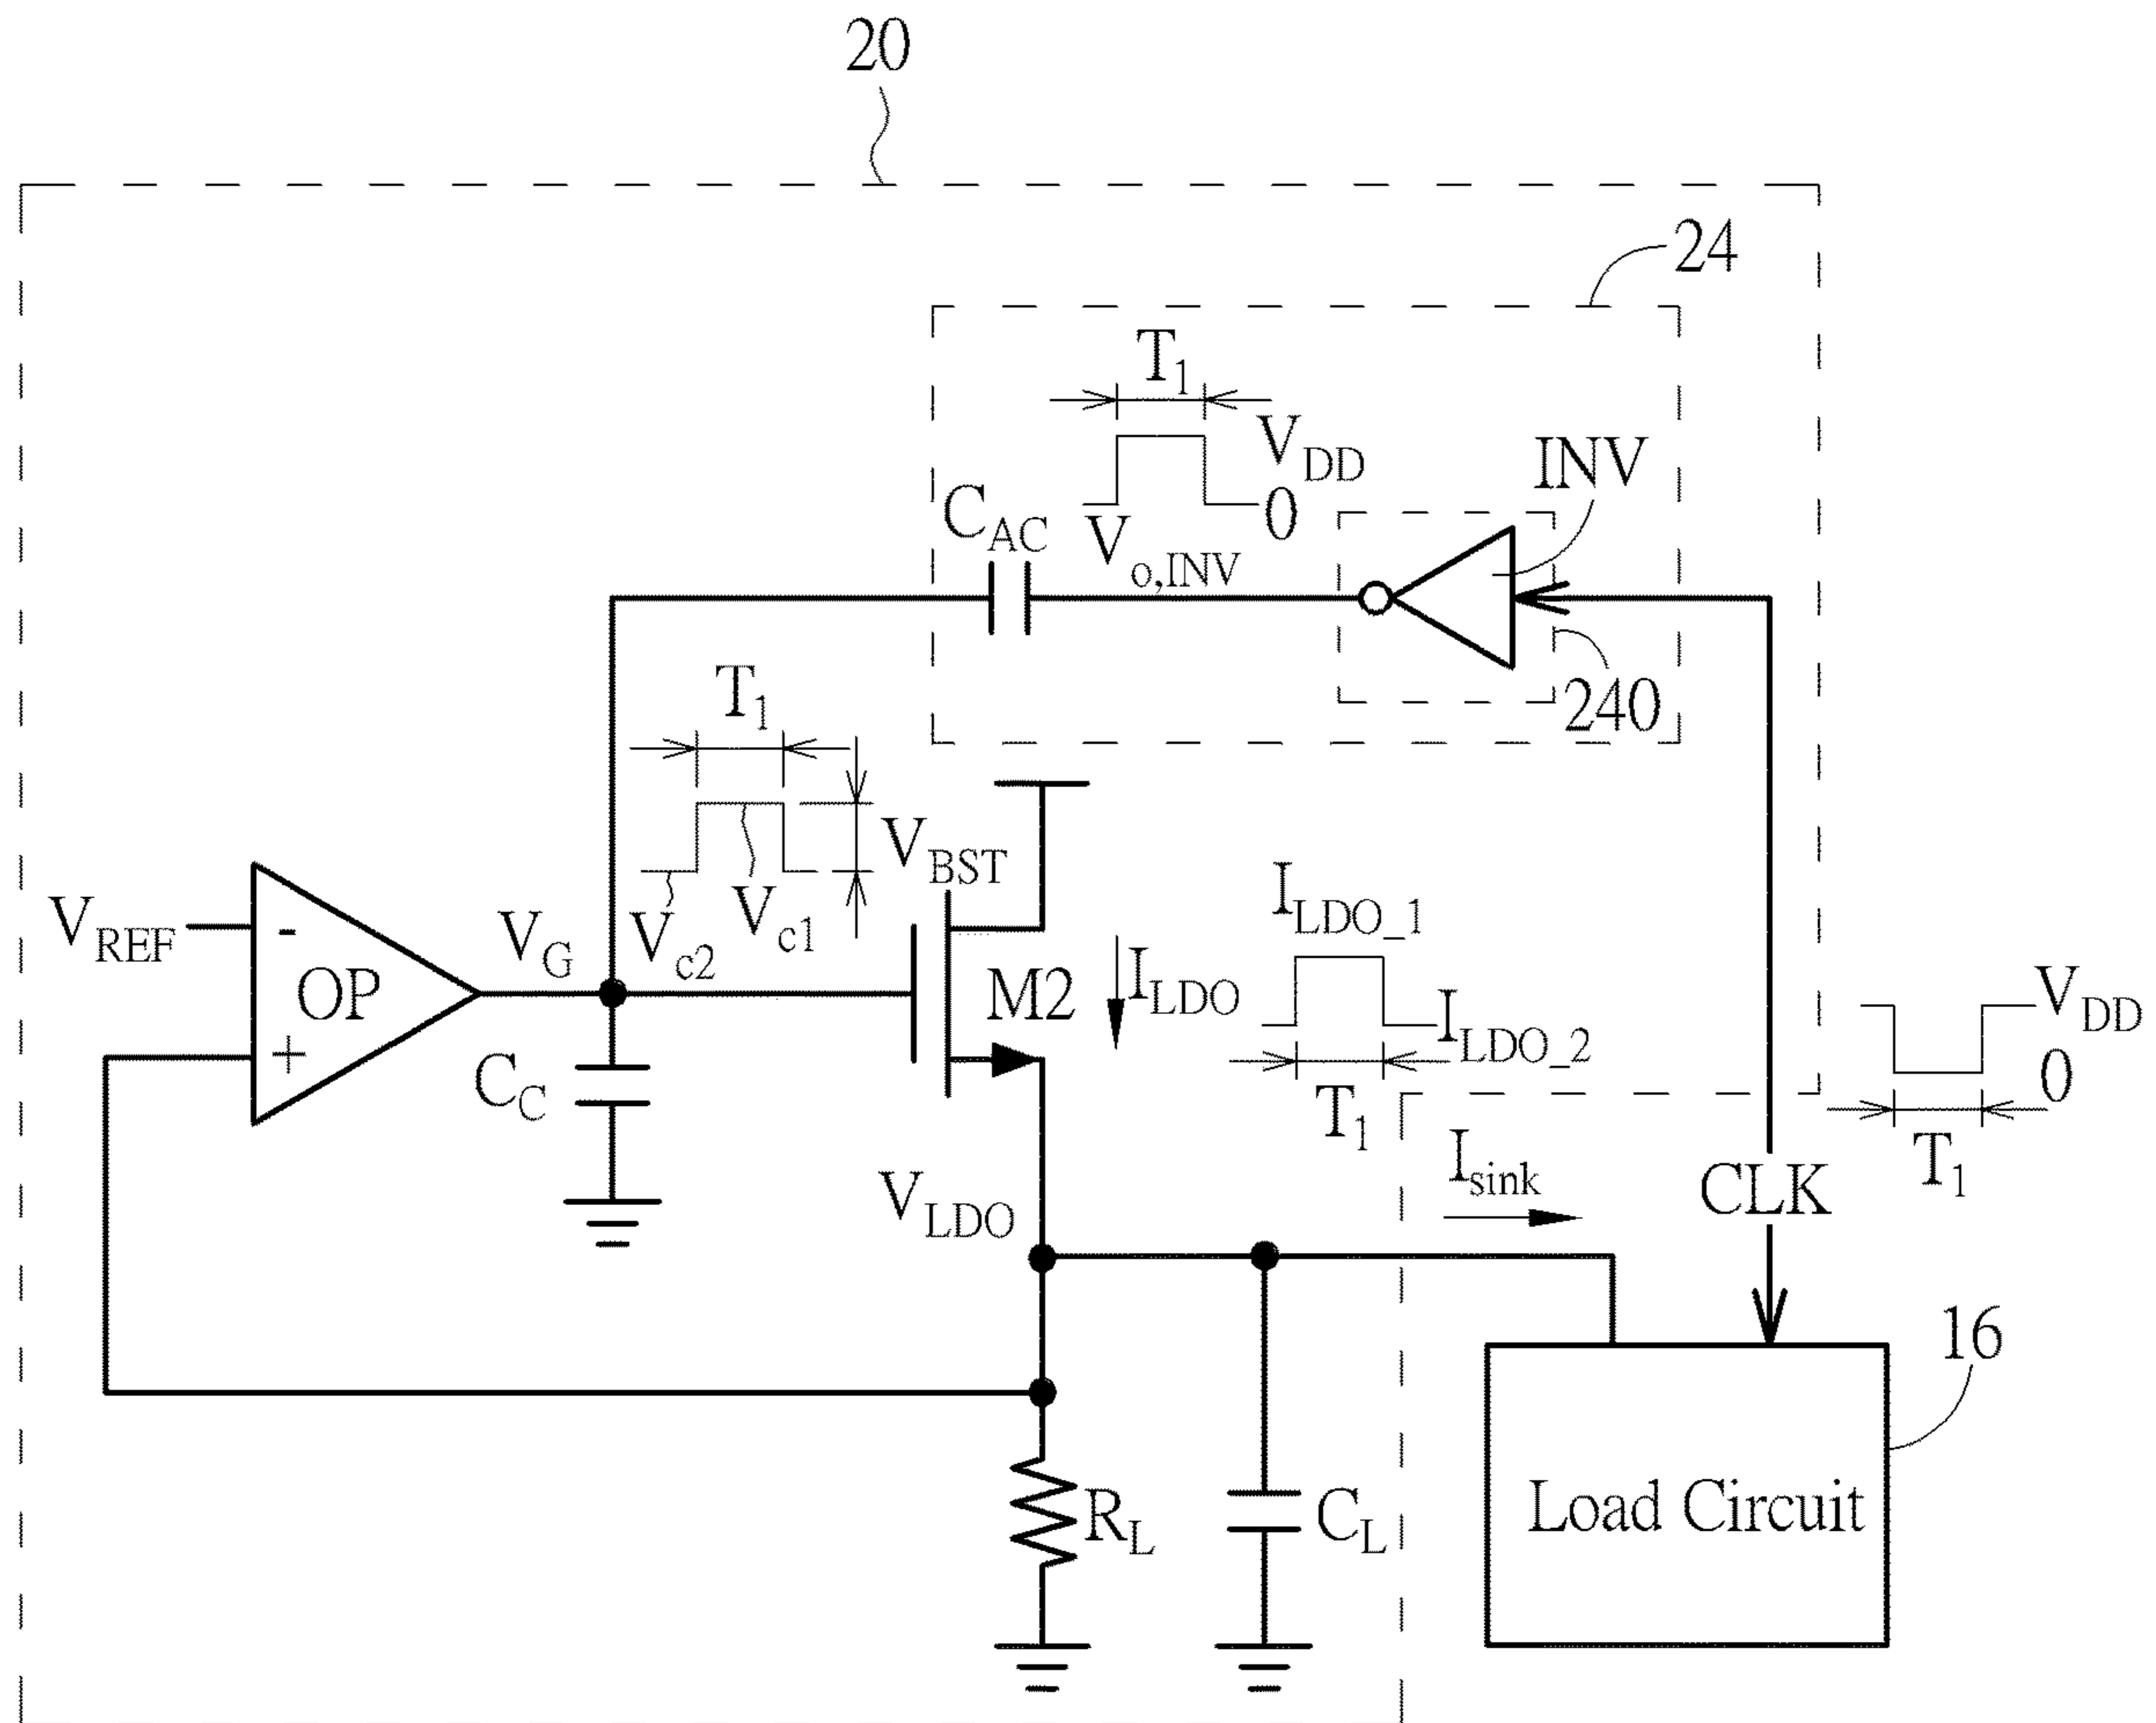 20
24
T1
VDD
0
INV
CAC
Vo,INV
240
T1
VBST
Vc1
Vc2
VREF
-
OP
+
VG
M2
ILDO
ILDO_1
ILDO_2
T1
VDD
0
T1
CC
Isink
CLK
VLDO
16
RL
CL
Load Circuit